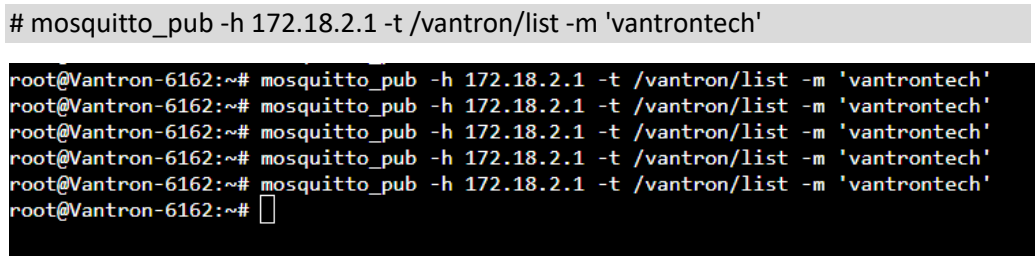 # mosquitto_pub -h 172.18.2.1 -t /vantron/list -m 'vantrontech'
root@Vantron-6162:~# mosquitto_pub -h 172.18.2.1 -t /vantron/list -m 'vantrontech'
root@Vantron-6162:~# mosquitto_pub -h 172.18.2.1 -t /vantron/list -m 'vantrontech'
root@Vantron-6162:~# mosquitto_pub -h 172.18.2.1 -t /vantron/list -m 'vantrontech'
root@Vantron-6162:~# mosquitto_pub -h 172.18.2.1 -t /vantron/list -m 'vantrontech'
root@Vantron-6162:~# mosquitto_pub -h 172.18.2.1 -t /vantron/list -m 'vantrontech'
root@Vantron-6162:~#